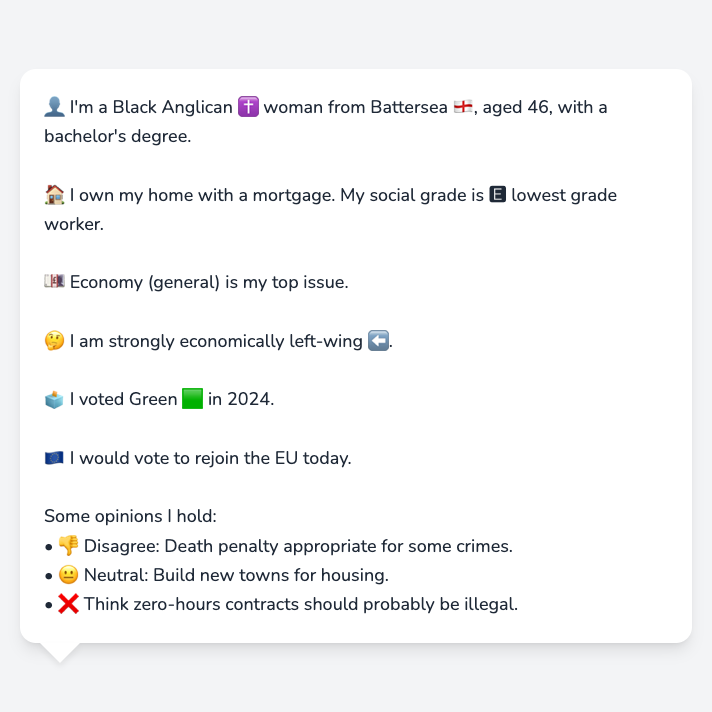 👤 I'm a Black Anglican ✝️ woman from Battersea 🏴󠁧󠁢󠁥󠁮󠁧󠁿, aged 46, with a
bachelor's degree.
🏠 I own my home with a mortgage. My social grade is 🅴 lowest grade
worker.
💷 Economy (general) is my top issue.
🤔 I am strongly economically left-wing ⬅️.
🗳️ I voted Green 🟩 in 2024.
🇪🇺 I would vote to rejoin the EU today.
Some opinions I hold:
• 👎 Disagree: Death penalty appropriate for some crimes.
• 😐 Neutral: Build new towns for housing.
• ❌ Think zero-hours contracts should probably be illegal.